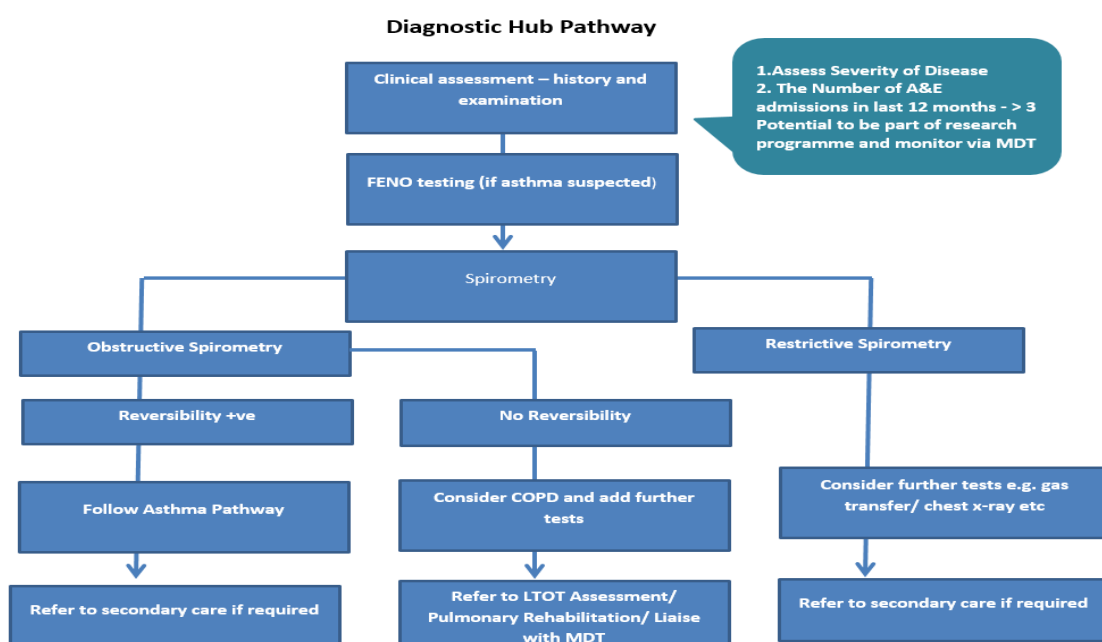 Diagnostic Hub Pathway
Clinical assessment – history and
examination
1.Assess Severity of Disease
2. The Number of A&E
admissions in last 12 months - > 3
Potential to be part of research
programme and monitor via MDT
FENO testing (if asthma suspected)
Spirometry
Obstructive Spirometry
Restrictive Spirometry
Reversibility +ve
No Reversibility
Follow Asthma Pathway
Consider COPD and add further
tests
Consider further tests e.g. gas
transfer/ chest x-ray etc
Refer to secondary care if required
Refer to LTOT Assessment/
Pulmonary Rehabilitation/ Liaise
with MDT
Refer to secondary care if required